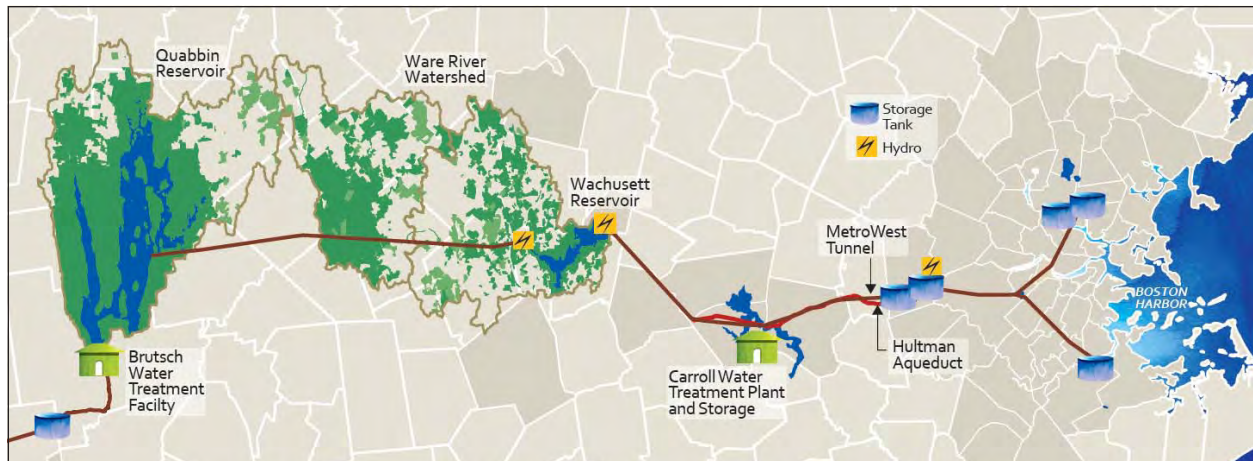 Quabbin
Reservoir
Ware River
Watershed
Storage
Tank
Hydro
Wachusett
Reservoir
MetroWest
Tunnel
BOSTON
HARBOR
Brutsch
Water
Treatment
Facilty
Carroll Water
Treatment Plant
and Storage
Hultman
Aqueduct